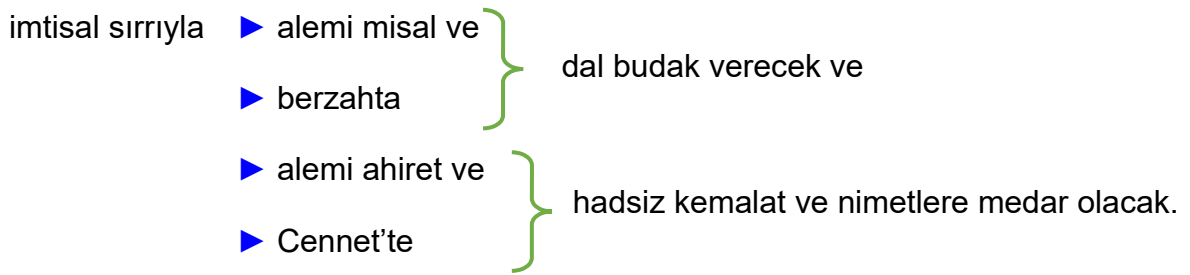 imtisal sırrıyla ► alemi misal ve
dal budak verecek ve
► berzahta
► alemi ahiret ve
hadsiz kemalat ve nimetlere medar olacak.
► Cennet’te